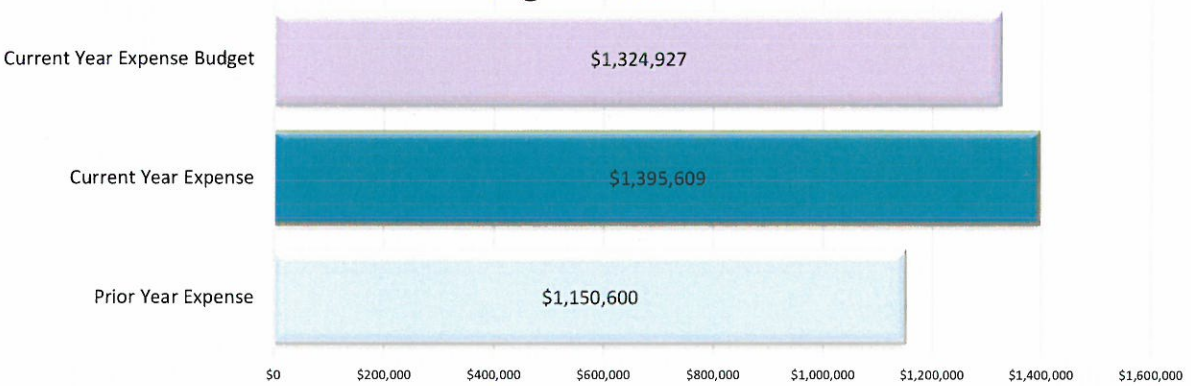 Current Year Expense Budget
$1,324,927
Current Year Expense
$1,395,609
Prior Year Expense
$1,150,600
$0 $200,000 $400,000 $600,000 $800,000 $1,000,000 $1,200,000 $1,400,000 $1,600,000